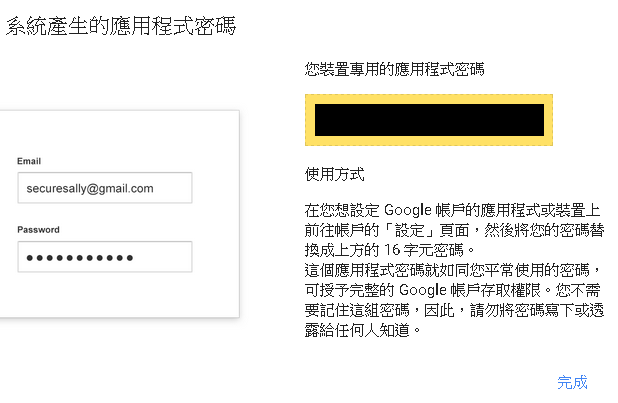 系統產生的應用程式密碼
您裝置專用的應用程式密碼
Email
securesally@gmail.com
Password
使用方式
在您想設定 Google 帳戶的應用程式或裝置上
前往帳戶的「設定」頁面，然後將您的密碼替
換成上方的 16 字元密碼。
這個應用程式密碼就如同您平常使用的密碼，
可授予完整的 Google 帳戶存取權限。您不需
要記住這組密碼，因此，請勿將密碼寫下或透
露給任何人知道。
完成